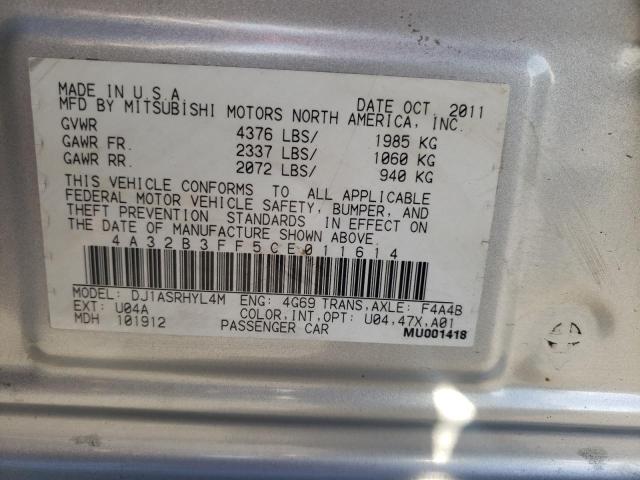 MADE IN U.S.A. DATE OCT. 2011
MFD BY MITSUBISHI MOTORS NORTH AMERICA, INC.
GVWR 4376 LBS/ 1985 KG
GAWR FR. 2337 LBS/ 1060 KG
GAWR RR. 2072 LBS/ 940 KG
THIS VEHICLE CONFORMS TO ALL APPLICABLE
FEDERAL MOTOR VEHICLE SAFETY, BUMPER, AND
THEFT PREVENTION STANDARDS IN EFFECT ON
THE DATE OF MANUFACTURE SHOWN ABOVE.
4A32B3FF5CE011614
MODEL: DJ1ASRHYL4M ENG: 4G69 TRANS,AXLE: F4A4B
EXT: U04A COLOR,INT,OPT: U04,47X,A01
MDH 101912 PASSENGER CAR
MU001418